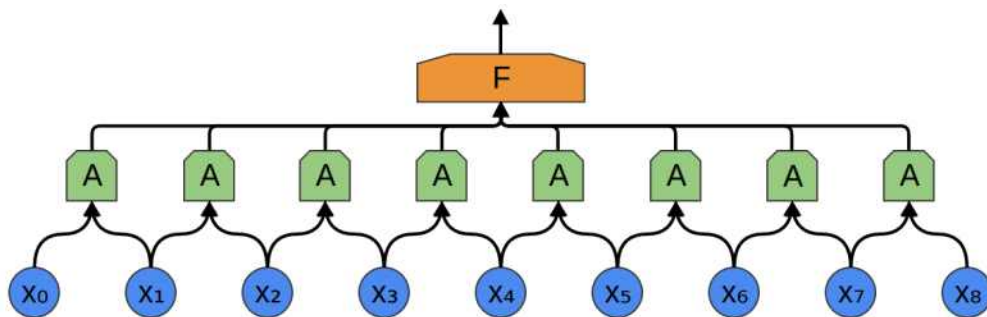 F
A A A A A A A A
x₀ x₁ x₂ x₃ x₄ x₅ x₆ x₇ x₈